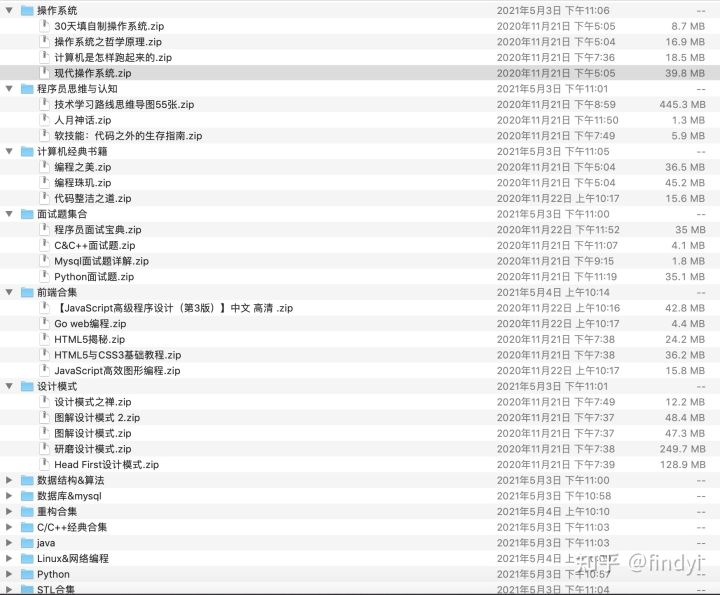 操作系统 2021年5月3日 下午11:06 --
30天填自制操作系统.zip 2020年11月21日 下午5:05 8.7 MB
操作系统之哲学原理.zip 2020年11月21日 下午5:04 16.9 MB
计算机是怎样跑起来的.zip 2020年11月21日 下午7:36 18.5 MB
现代操作系统.zip 2020年11月21日 下午5:05 39.8 MB
程序员思维与认知 2021年5月3日 下午11:01 --
技术学习路线思维导图55张.zip 2020年11月21日 下午8:59 445.3 MB
人月神话.zip 2020年11月21日 下午11:50 1.3 MB
软技能：代码之外的生存指南.zip 2020年11月21日 下午7:49 5.9 MB
计算机经典书籍 2021年5月3日 下午11:05 --
编程之美.zip 2020年11月21日 下午5:04 36.5 MB
编程珠玑.zip 2020年11月21日 下午5:04 45.2 MB
代码整洁之道.zip 2020年11月22日 上午10:17 15.6 MB
面试题集合 2021年5月3日 下午11:00 --
程序员面试宝典.zip 2020年11月22日 下午11:52 35 MB
C&C++面试题.zip 2020年11月21日 下午11:07 4.1 MB
Mysql面试题详解.zip 2020年11月21日 下午9:15 1.8 MB
Python面试题.zip 2020年11月21日 下午11:19 35.1 MB
前端合集 2021年5月4日 上午10:14 --
【JavaScript高级程序设计（第3版）】中文 高清 .zip 2020年11月22日 上午10:16 42.8 MB
Go web编程.zip 2020年11月22日 上午10:17 4.4 MB
HTML5揭秘.zip 2020年11月21日 下午7:38 24.2 MB
HTML5与CSS3基础教程.zip 2020年11月21日 下午7:38 36.2 MB
JavaScript高效图形编程.zip 2020年11月22日 上午10:17 15.8 MB
设计模式 2021年5月3日 下午11:01 --
设计模式之禅.zip 2020年11月21日 下午7:49 12.2 MB
图解设计模式 2.zip 2020年11月21日 下午7:37 48.4 MB
图解设计模式.zip 2020年11月21日 下午7:37 47.3 MB
研磨设计模式.zip 2020年11月21日 下午7:38 249.7 MB
Head First设计模式.zip 2020年11月21日 下午7:39 128.9 MB
数据结构&算法 2021年5月3日 下午11:00 --
数据库&mysql 2021年5月3日 下午10:58 --
重构合集 2021年5月4日 上午10:10 --
C/C++经典合集 2021年5月3日 下午11:03 --
java 2021年5月3日 下午11:03 --
Linux&网络编程 2021年5月4日 --
Python 2021年5月3日 下午10:57 --
STL合集 2021年5月3日 下午11:04 --
知乎 @findyi